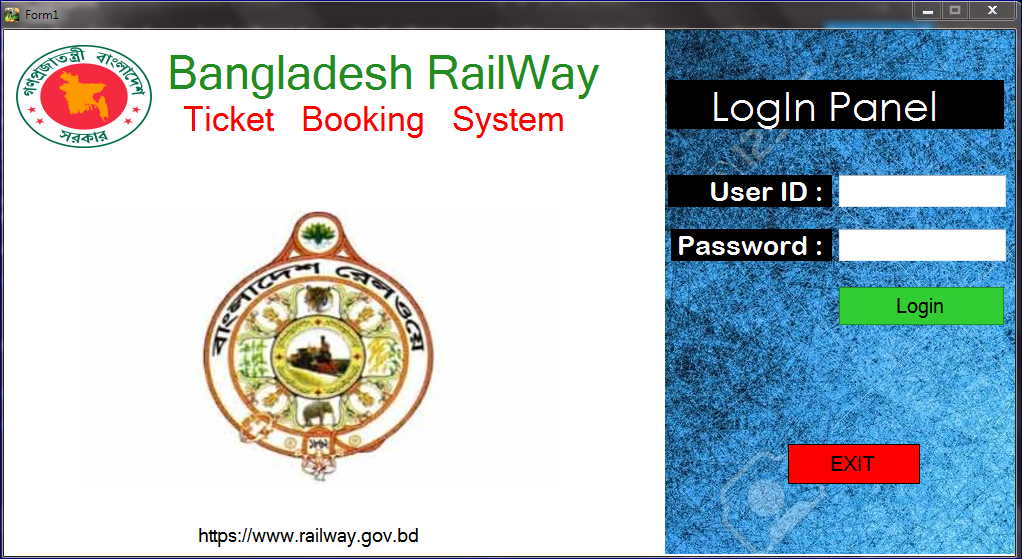 Form1
গণপ্রজাতন্ত্রী বাংলাদেশ
সরকার
Bangladesh RailWay
Ticket Booking System
বাংলাদেশ রেলওয়ে
https://www.railway.gov.bd
LogIn Panel
User ID :
Password :
Login
EXIT